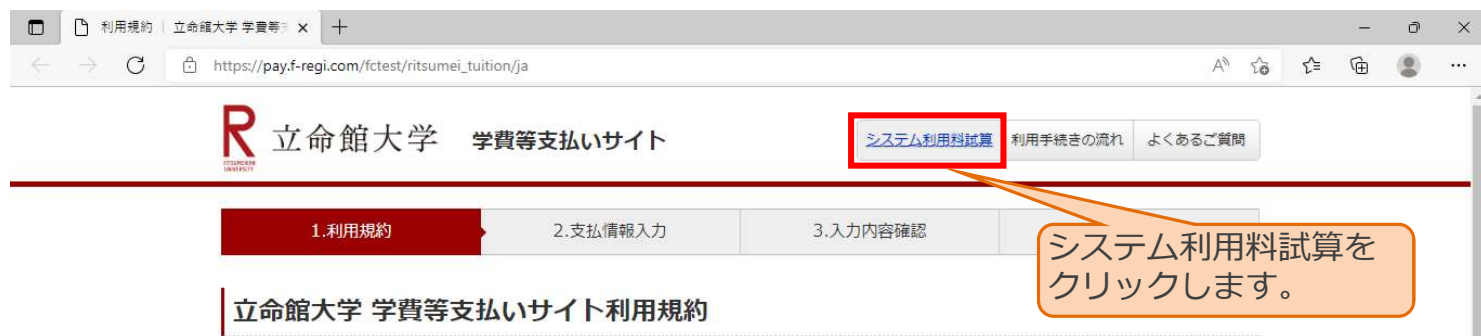 利用規約 | 立命館大学 学費等
https://pay.f-regi.com/fctest/ritsumei_tuition/ja
R 立命館大学 学費等支払いサイト
RITSUMEIKAN
UNIVERSITY
システム利用料試算 利用手続きの流れ よくあるご質問
1.利用規約 2.支払情報入力 3.入力内容確認
システム利用料試算を
クリックします。
立命館大学 学費等支払いサイト利用規約